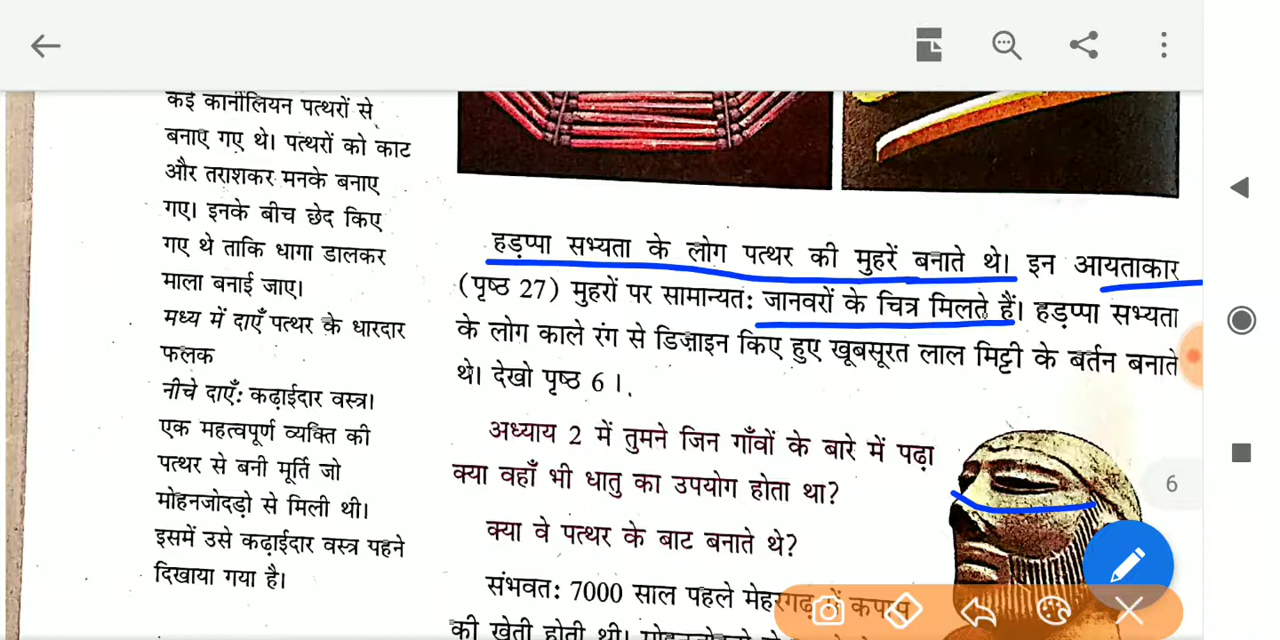 कई कार्नीलियन पत्थरों से
बनाए गए थे। पत्थरों को काट
और तराशकर मनके बनाए
गए। इनके बीच छेद किए
गए थे ताकि धागा डालकर
माला बनाई जाए।
मध्य में दाएँ पत्थर के धारदार
फलक
नीचे दाएँ: कढ़ाईदार वस्त्र।
एक महत्वपूर्ण व्यक्ति की
पत्थर से बनी मूर्ति जो
मोहनजोदड़ो से मिली थी।
इसमें उसे कढ़ाईदार वस्त्र पहने
दिखाया गया है।
हड़प्पा सभ्यता के लोग पत्थर की मुहरें बनाते थे। इन आयताकार
(पृष्ठ 27) मुहरों पर सामान्यत: जानवरों के चित्र मिलते हैं। हड़प्पा सभ्यता
के लोग काले रंग से डिज़ाइन किए हुए खूबसूरत लाल मिट्टी के बर्तन बनाते
थे। देखो पृष्ठ 6।
अध्याय 2 में तुमने जिन गाँवों के बारे में पढ़ा
क्या वहाँ भी धातु का उपयोग होता था?
क्या वे पत्थर के बाट बनाते थे?
संभवत: 7000 साल पहले मेहरगढ़ में कपास
की खेती होती थी।
6